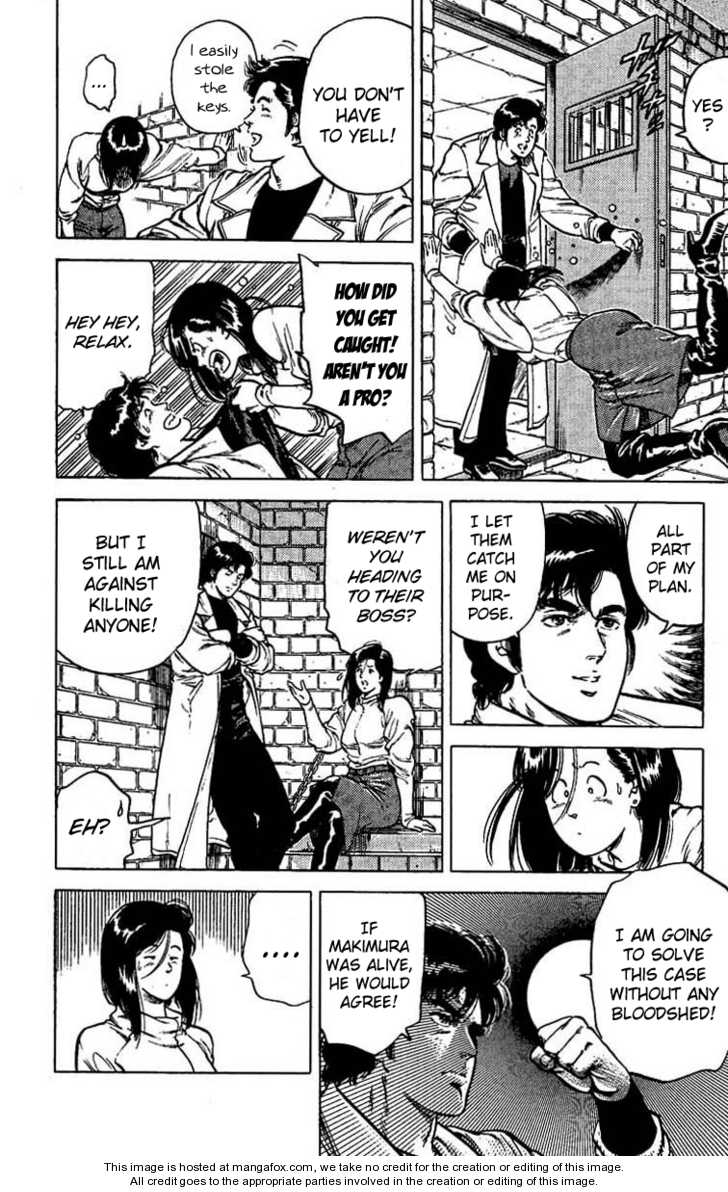 YES
?
YOU DON'T
HAVE
TO YELL!
I easily
stole
the
keys.
...
HOW DID
YOU GET
CAUGHT!
AREN'T YOU
A PRO?
HEY HEY,
RELAX.
ALL
PART
OF MY
PLAN.
I LET
THEM
CATCH
ME ON
PUR-
POSE.
WEREN'T
YOU
HEADING
TO THEIR
BOSS?
BUT I
STILL AM
AGAINST
KILLING
ANYONE!
EH?
I AM GOING
TO SOLVE
THIS CASE
WITHOUT ANY
BLOODSHED!
IF
MAKIMURA
WAS ALIVE,
HE WOULD
AGREE!
....
This image is hosted at mangafox.com, we take no credit for the creation or editing of this image.
All credit goes to the appropriate parties involved in the creation or editing of this image.